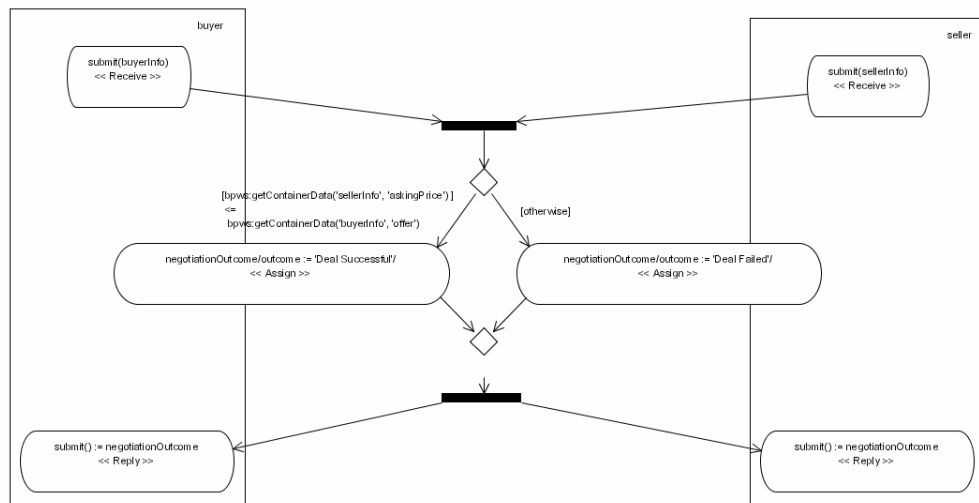 buyer
seller
submit(buyerInfo)
<< Receive >>
submit(sellerInfo)
<< Receive >>
[bpws:getContainerData('sellerInfo', 'askingPrice') ]
<=
bpws:getContainerData('buyerInfo', 'offer')
[otherwise]
negotiationOutcome/outcome := 'Deal Successful'/
<< Assign >>
negotiationOutcome/outcome := 'Deal Failed'/
<< Assign >>
submit() := negotiationOutcome
<< Reply >>
submit() := negotiationOutcome
<< Reply >>